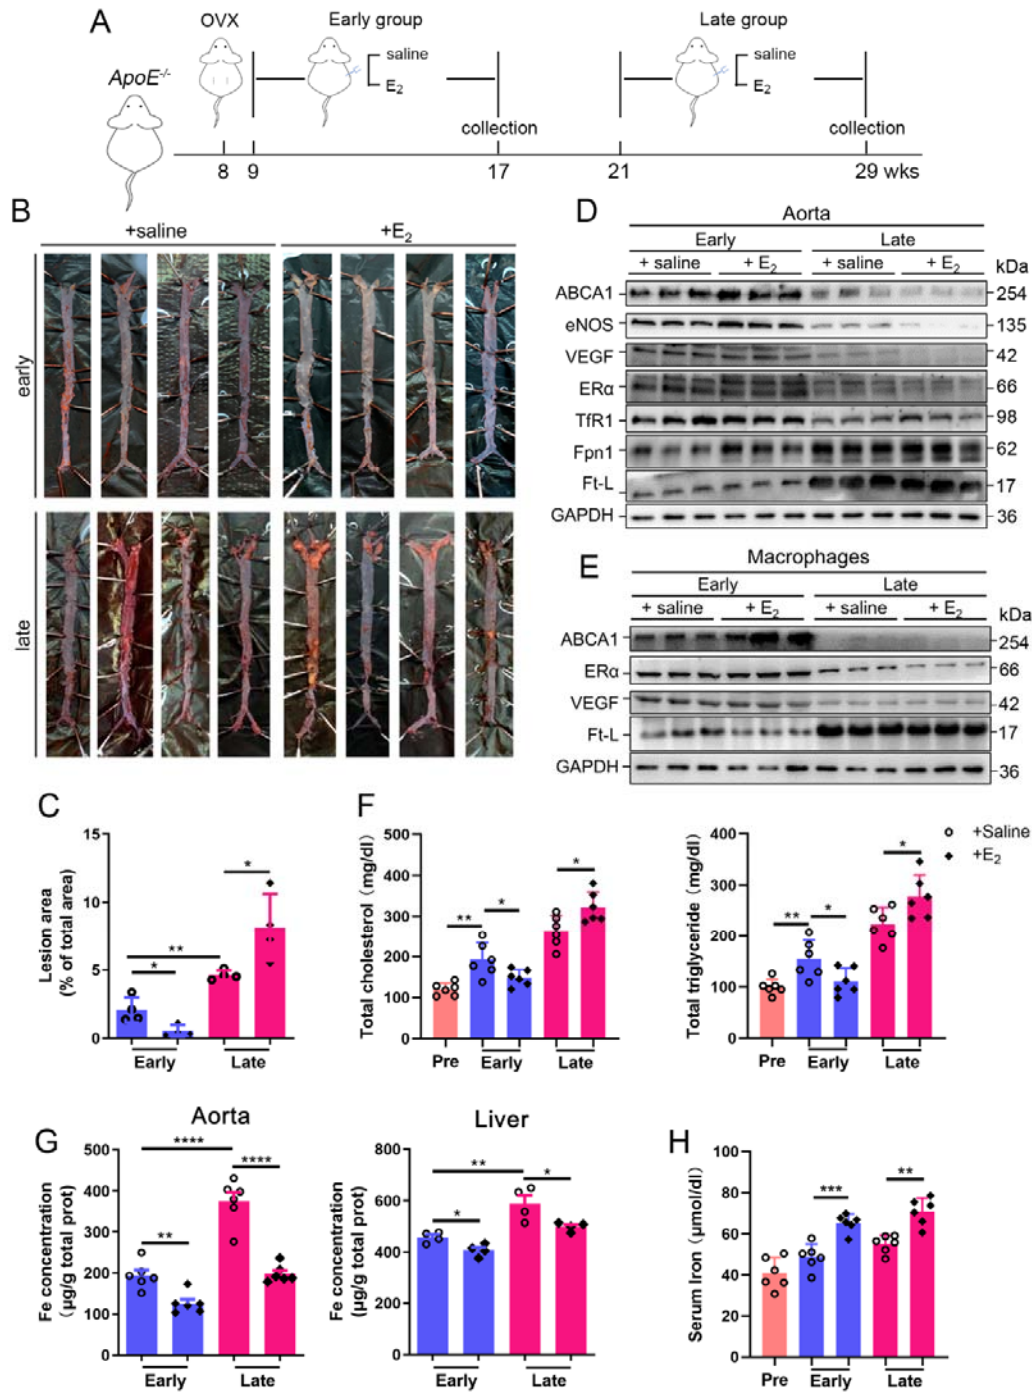 A
OVX
Early group
Late group
ApoE-/-
saline
E2
saline
E2
collection
collection
8
9
17
21
29 wks
B
+saline
+E2
early
late
D
Aorta
Early
Late
+ saline
+ E2
+ saline
+ E2
kDa
ABCA1
254
eNOS
135
VEGF
42
ERα
66
TfR1
98
Fpn1
62
Ft-L
17
GAPDH
36
E
Macrophages
Early
Late
+ saline
+ E2
+ saline
+ E2
kDa
ABCA1
254
ERα
66
VEGF
42
Ft-L
17
GAPDH
36
C
Lesion area
(% of total area)
15
10
5
0
*
**
*
Early
Late
F
Total cholesterol (mg/dl)
500
400
300
200
100
0
**
*
*
Pre
Early
Late
Total triglyceride (mg/dl)
400
300
200
100
0
**
*
*
Pre
Early
Late
+Saline
+E2
G
Aorta
Fe concentration
(µg/g total prot)
500
400
300
200
100
0
****
****
**
Early
Late
Liver
Fe concentration
(µg/g total prot)
800
600
400
200
0
**
*
*
Early
Late
H
Serum Iron (µmol/dl)
100
80
60
40
20
0
***
**
Pre
Early
Late